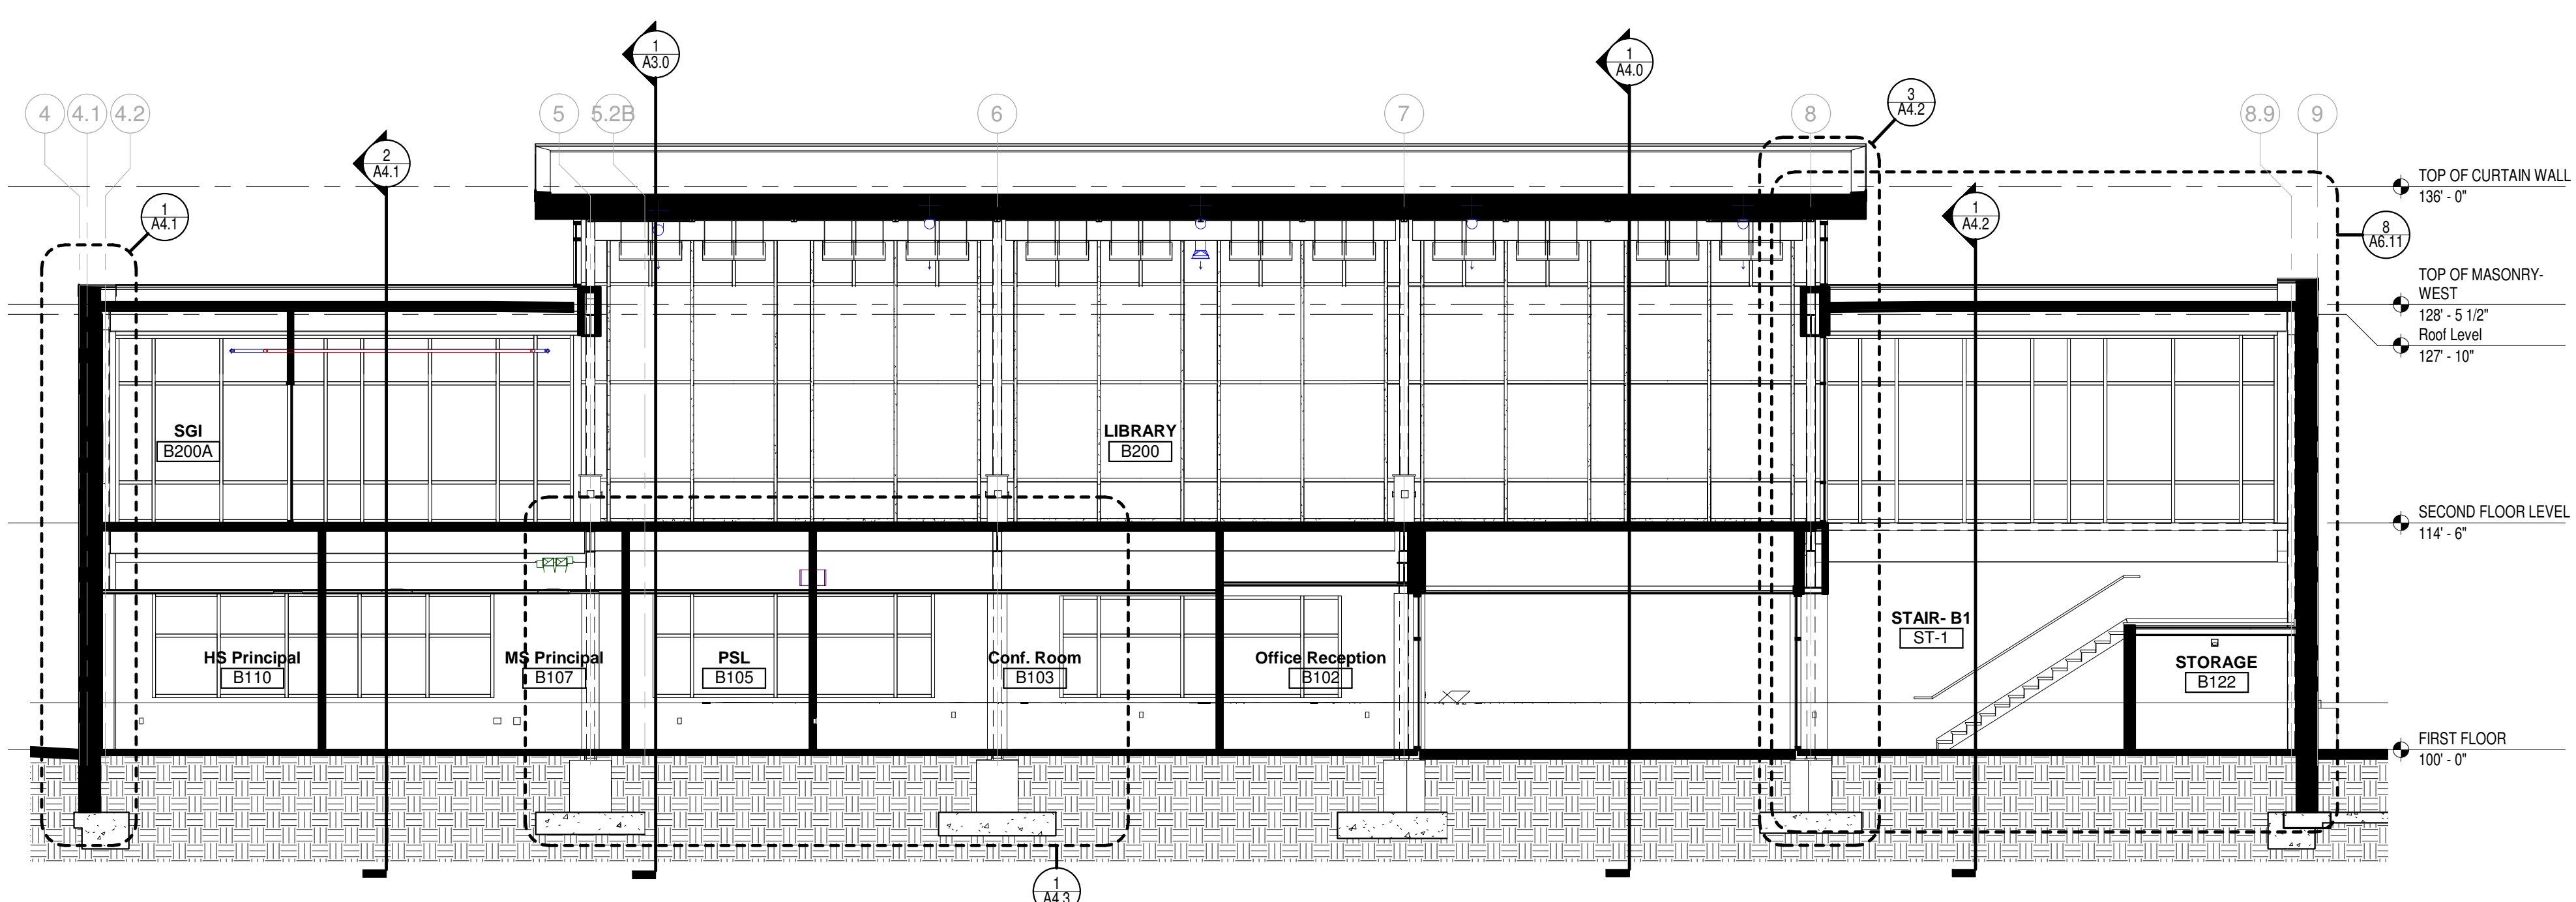 1
A3.0
1
A4.0
3
A4.2
4
4.1
4.2
5
5.2B
6
7
8
8.9
9
2
A4.1
1
A4.1
1
A4.2
8
A6.11
TOP OF CURTAIN WALL
136' - 0"
TOP OF MASONRY-
WEST
128' - 5 1/2"
Roof Level
127' - 10"
SGI
B200A
LIBRARY
B200
SECOND FLOOR LEVEL
114' - 6"
STAIR- B1
ST-1
HS Principal
B110
MS Principal
B107
PSL
B105
Conf. Room
B103
Office Reception
B102
STORAGE
B122
FIRST FLOOR
100' - 0"
1
A4.3